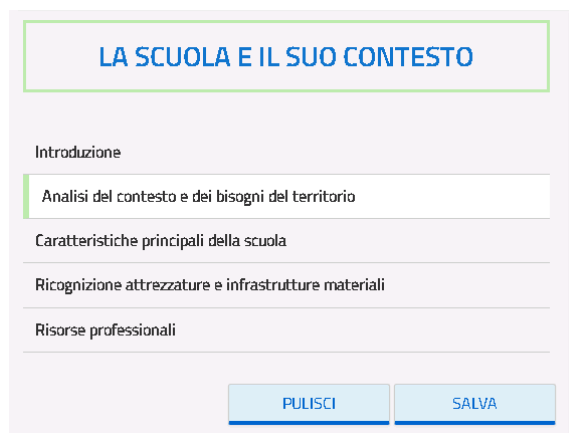 LA SCUOLA E IL SUO CONTESTO
Introduzione
Analisi del contesto e dei bisogni del territorio
Caratteristiche principali della scuola
Ricognizione attrezzature e infrastrutture materiali
Risorse professionali
PULISCI
SALVA